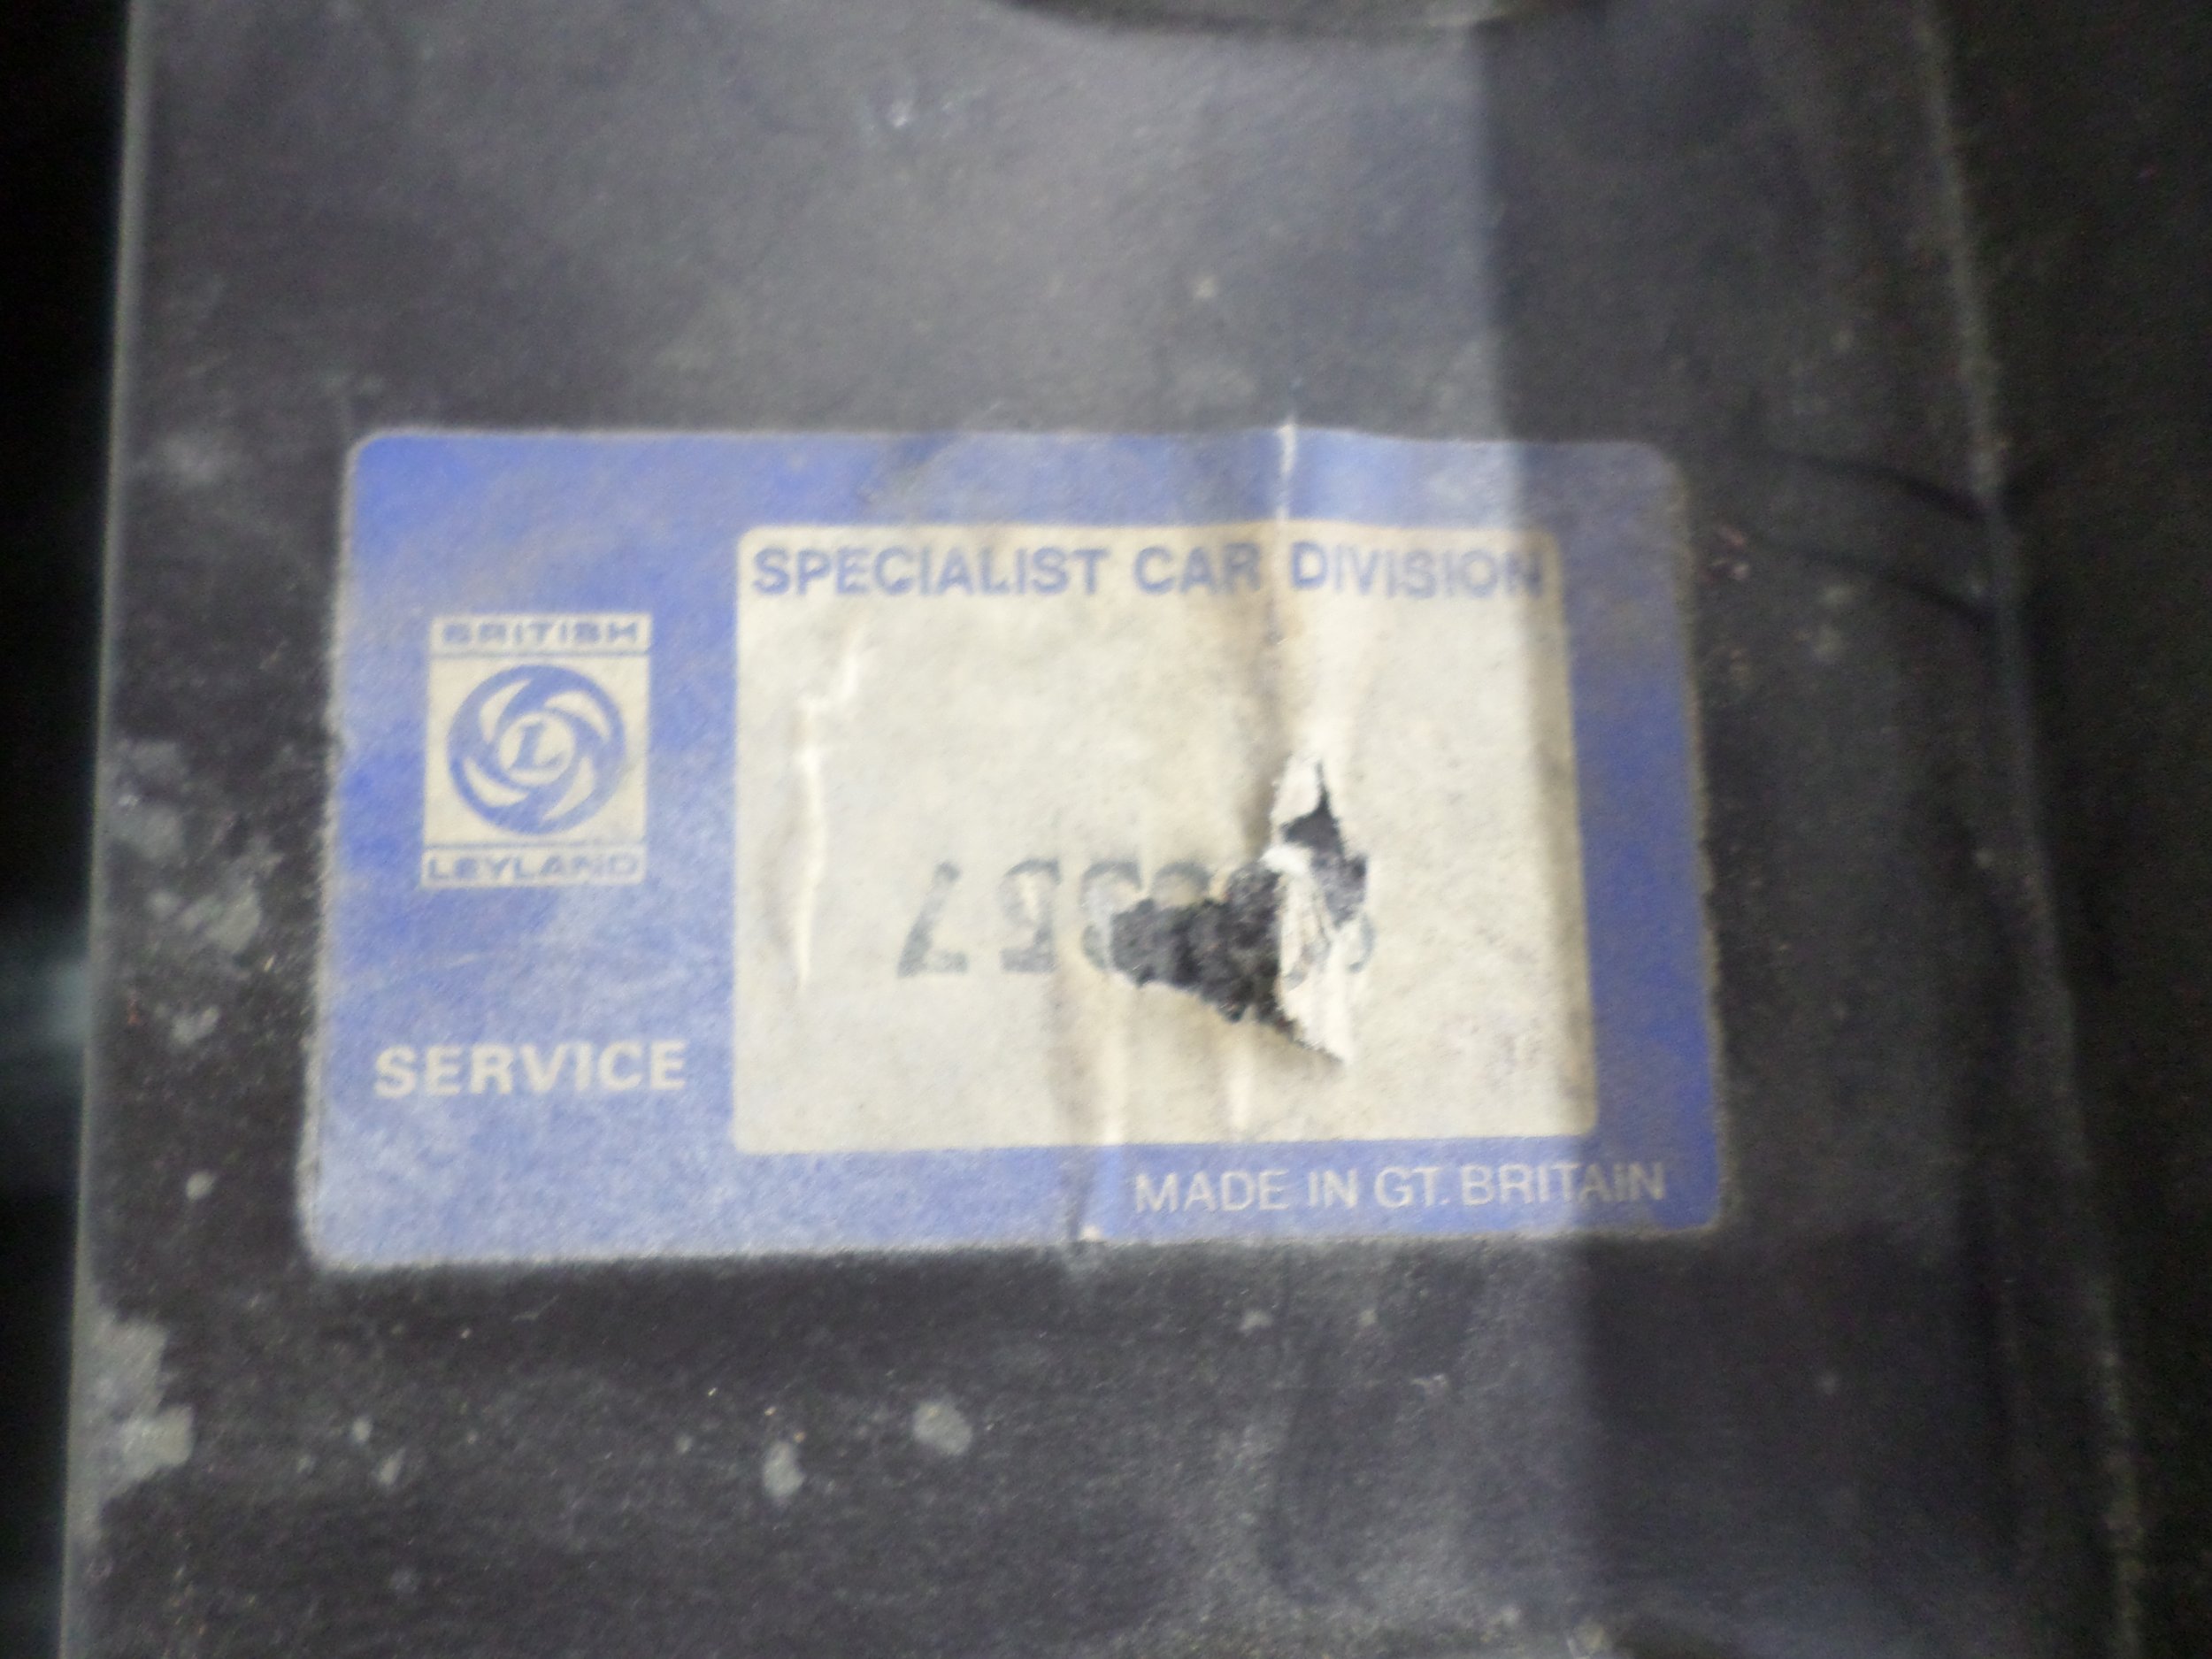 SPECIALIST CAR DIVISION
BRITISH
L
LEYLAND
SERVICE
MADE IN GT. BRITAIN